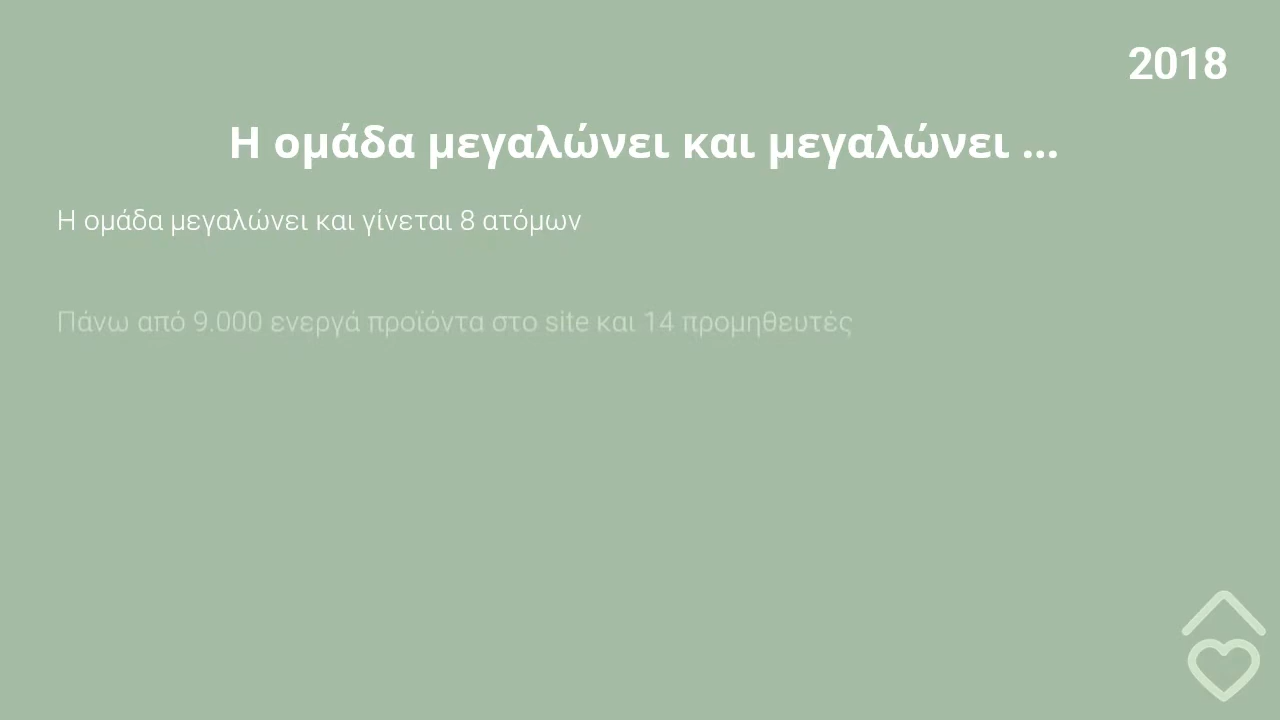 2018
Η ομάδα μεγαλώνει και μεγαλώνει ...
Η ομάδα μεγαλώνει και γίνεται 8 ατόμων
Πάνω από 9.000 ενεργά προϊόντα στο site και 14 προμηθευτές